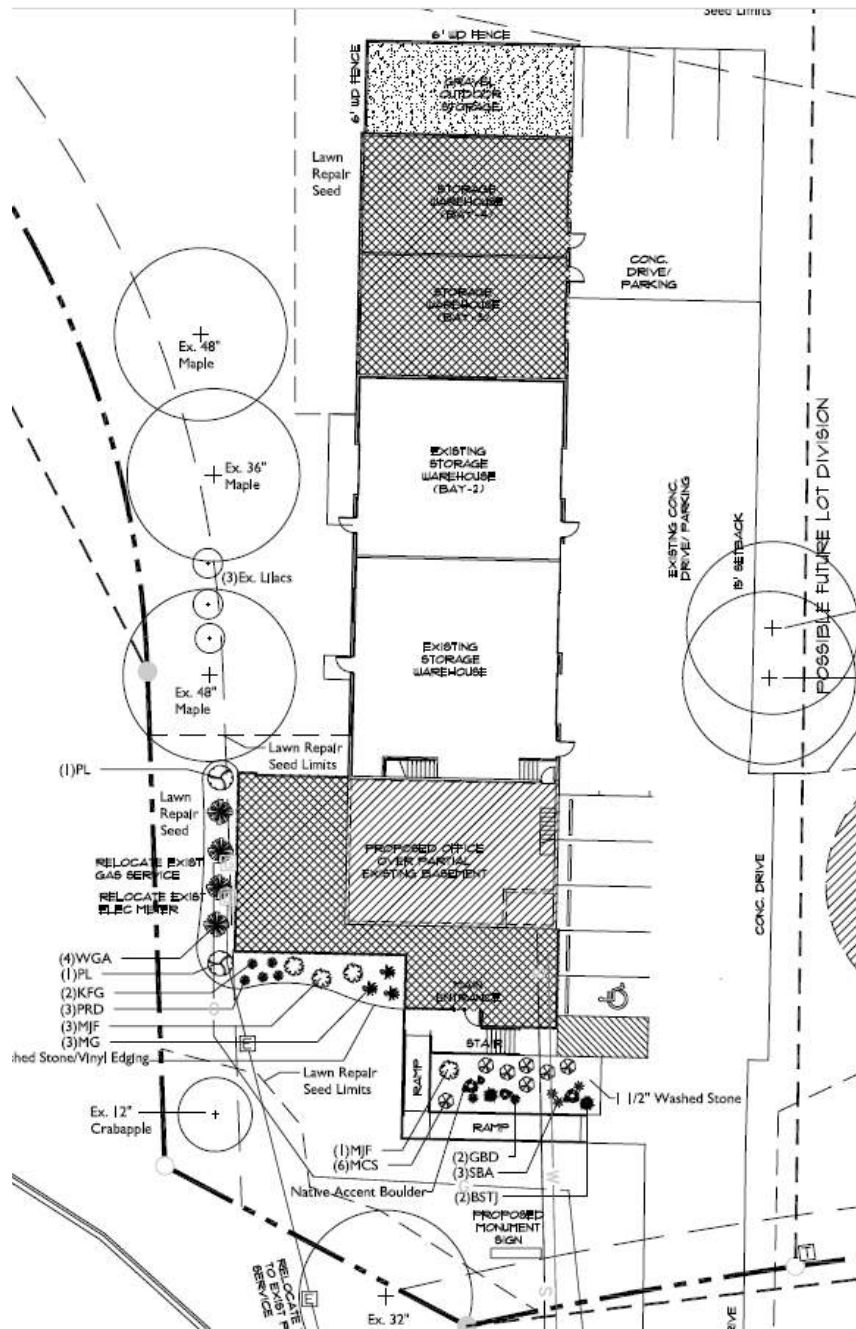 Seed Limits
6' WD FENCE
6' WD FENCE
GRAVEL
OUTDOOR
STORAGE
Lawn
Repair
Seed
STORAGE
WAREHOUSE
(BAY-4)
CONC.
DRIVE/
PARKING
STORAGE
WAREHOUSE
(BAY-3)
Ex. 48"
Maple
Ex. 36"
Maple
EXISTING
STORAGE
WAREHOUSE
(BAY-2)
EXISTING CONC.
DRIVE/ PARKING
15' SETBACK
POSSIBLE FUTURE LOT DIVISION
(3)Ex. Lilacs
EXISTING
STORAGE
WAREHOUSE
Ex. 48"
Maple
Lawn Repair
Seed Limits
(1)PL
Lawn
Repair
Seed
PROPOSED OFFICE
OVER PARTIAL
EXISTING BASEMENT
RELOCATE EXIST
GAS SERVICE
RELOCATE EXIST
ELEC METER
CONC. DRIVE
(4)WGA
(1)PL
(2)KFG
(3)PRD
(3)MJF
(3)MG
MAIN
ENTRANCE
hed Stone/Vinyl Edging
STAIR
Lawn Repair
Seed Limits
RAMP
1 1/2" Washed Stone
Ex. 12"
Crabapple
RAMP
(1)MJF
(6)MCS
(2)GBD
(3)SBA
Native Accent Boulder
(2)BSTJ
G
W
PROPOSED
MONUMENT
SIGN
T
E
E
S
RELOCATE
TO EXIST
SERVICE
Ex. 32"